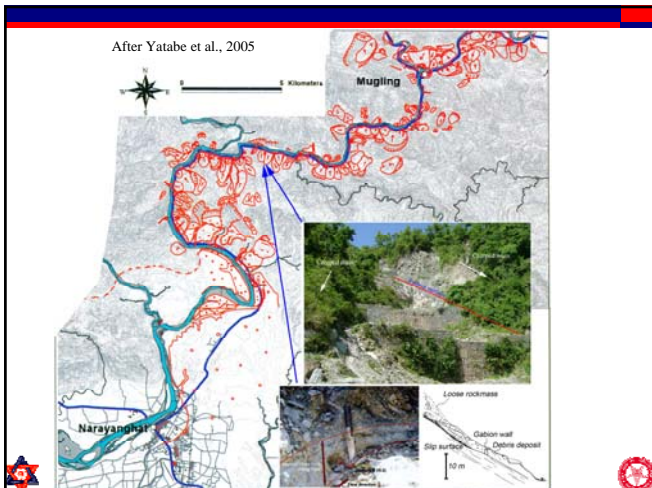 After Yatabe et al., 2005
N
W E
S
0 5 Kilometers
Mugling
Narayanghat
Loose rockmass
Gabion wall
Debris deposit
Slip surface
10 m